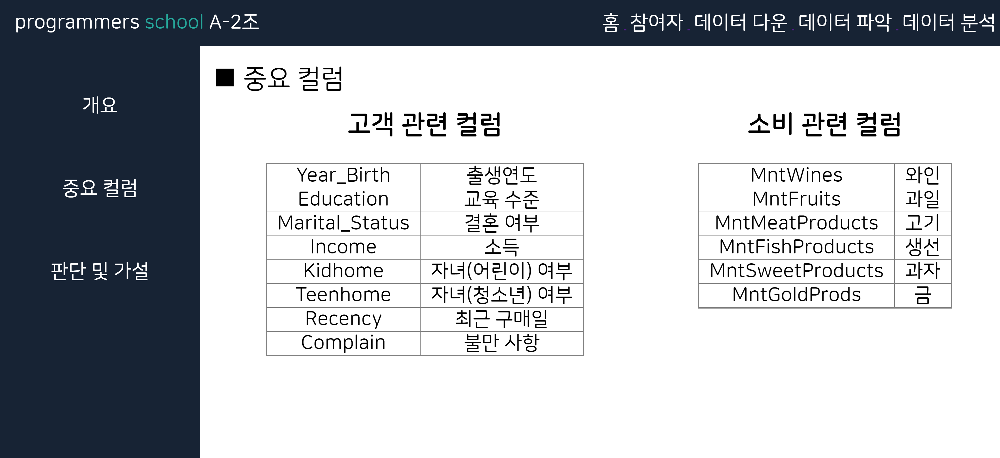 programmers school A-2조
홈 참여자 데이터 다운 데이터 파악 데이터 분석
개요
중요 컬럼
판단 및 가설
■ 중요 컬럼
고객 관련 컬럼
Year_Birth 출생연도
Education 교육 수준
Marital_Status 결혼 여부
Income 소득
Kidhome 자녀(어린이) 여부
Teenhome 자녀(청소년) 여부
Recency 최근 구매일
Complain 불만 사항
소비 관련 컬럼
MntWines 와인
MntFruits 과일
MntMeatProducts 고기
MntFishProducts 생선
MntSweetProducts 과자
MntGoldProds 금